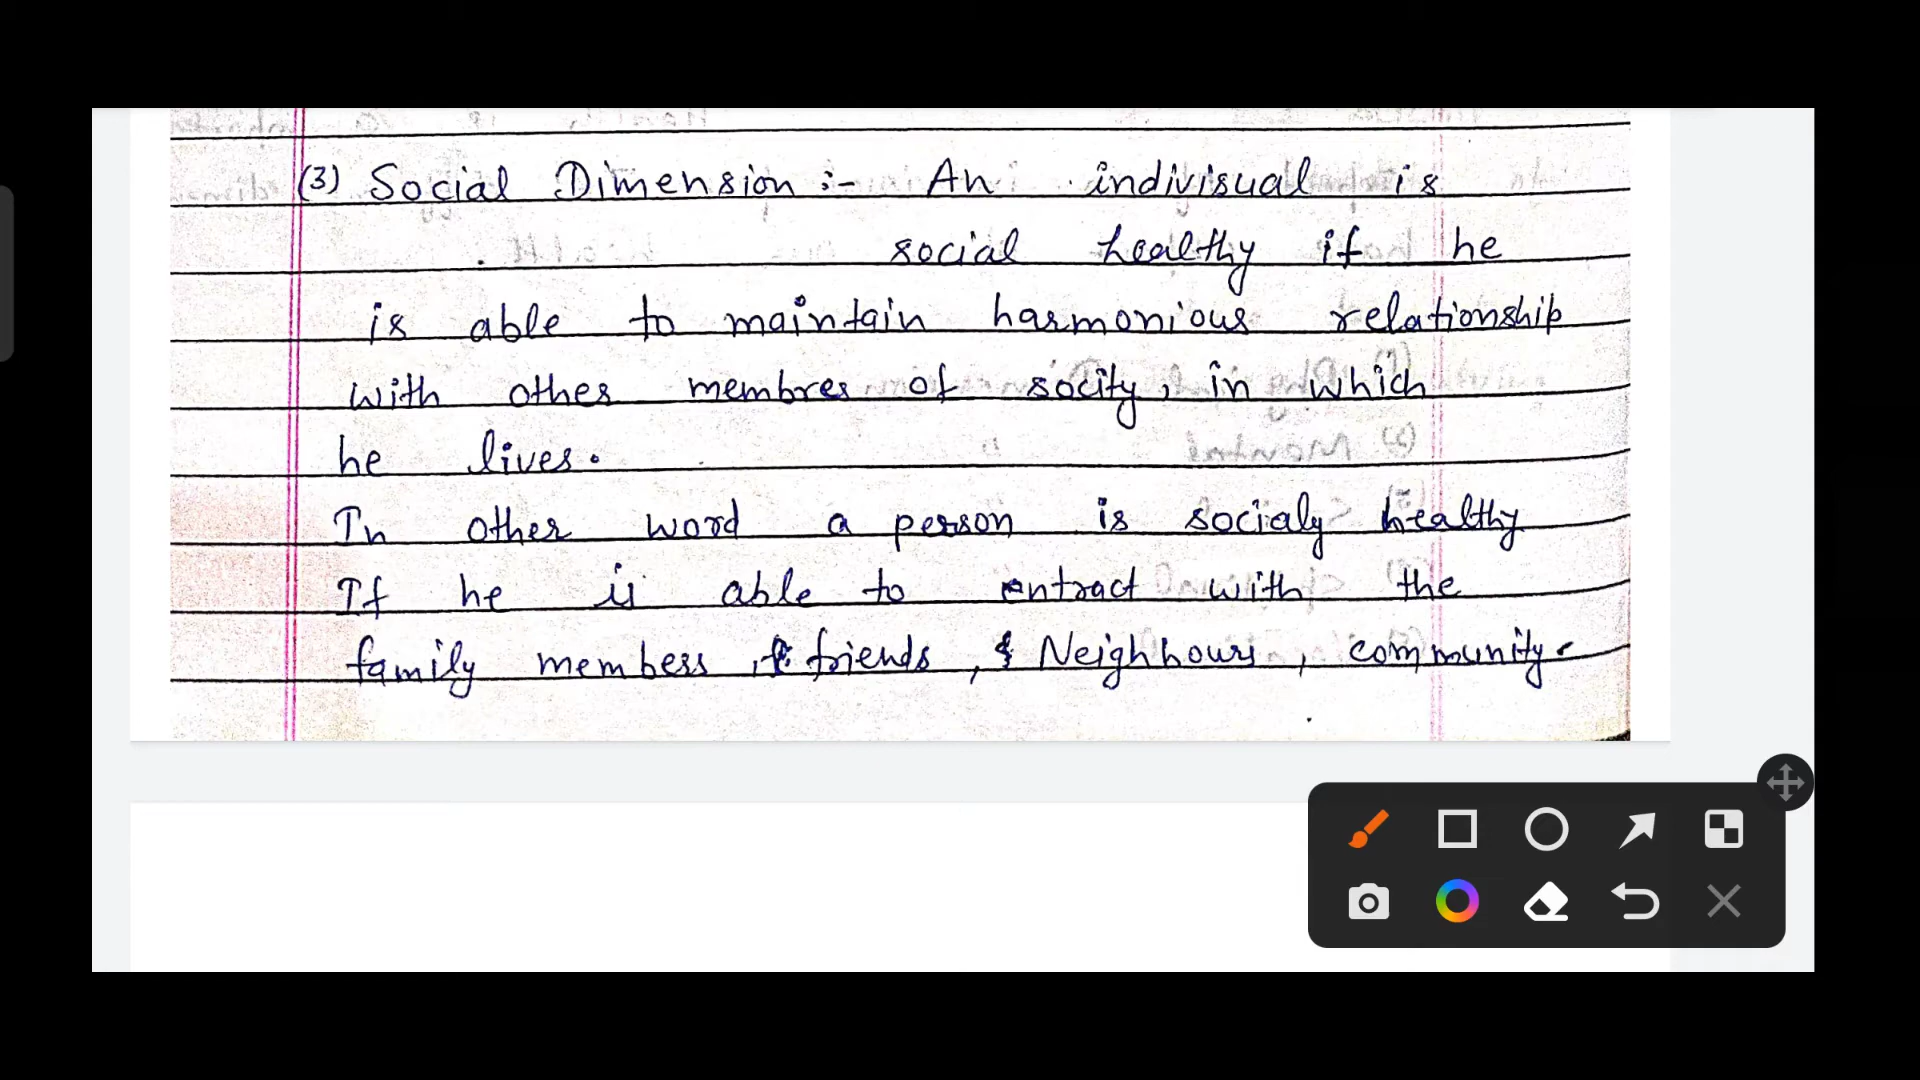 (3) Social Dimension :- An indivisual is
social healthy if he
is able to maintain harmonious relationship
with other membres of socity, in which
he lives.
In other word a person is socialy healthy
If he is able to entract with the
family members, friends, & Neighbours, community.